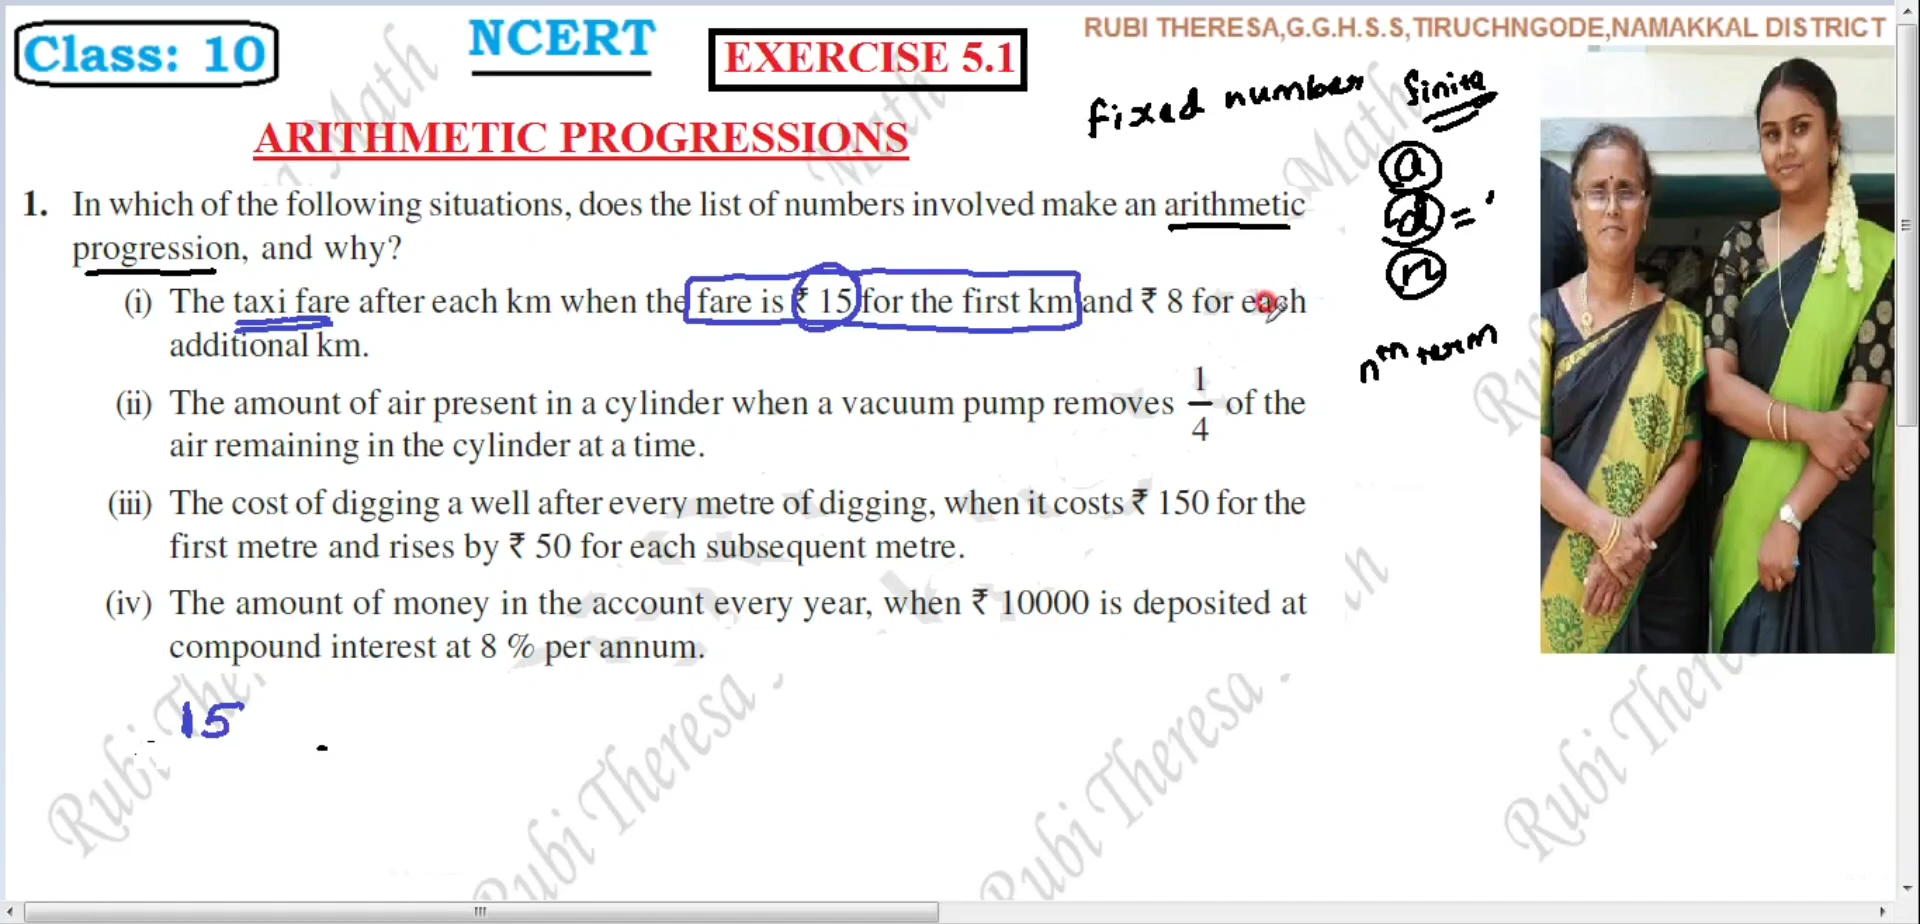 Class: 10
NCERT
EXERCISE 5.1
RUBI THERESA,G.G.H.S.S,TIRUCHNGODE,NAMAKKAL DISTRICT
fixed number finite
ARITHMETIC PROGRESSIONS
a
d = '
n
nth term
1. In which of the following situations, does the list of numbers involved make an arithmetic
progression, and why?
(i) The taxi fare after each km when the fare is ₹ 15 for the first km and ₹ 8 for each
additional km.
(ii) The amount of air present in a cylinder when a vacuum pump removes 1/4 of the
air remaining in the cylinder at a time.
(iii) The cost of digging a well after every metre of digging, when it costs ₹ 150 for the
first metre and rises by ₹ 50 for each subsequent metre.
(iv) The amount of money in the account every year, when ₹ 10000 is deposited at
compound interest at 8 % per annum.
15
Rubi Theresa
Rubi Theresa
Rubi Theresa
Math
Math
Math